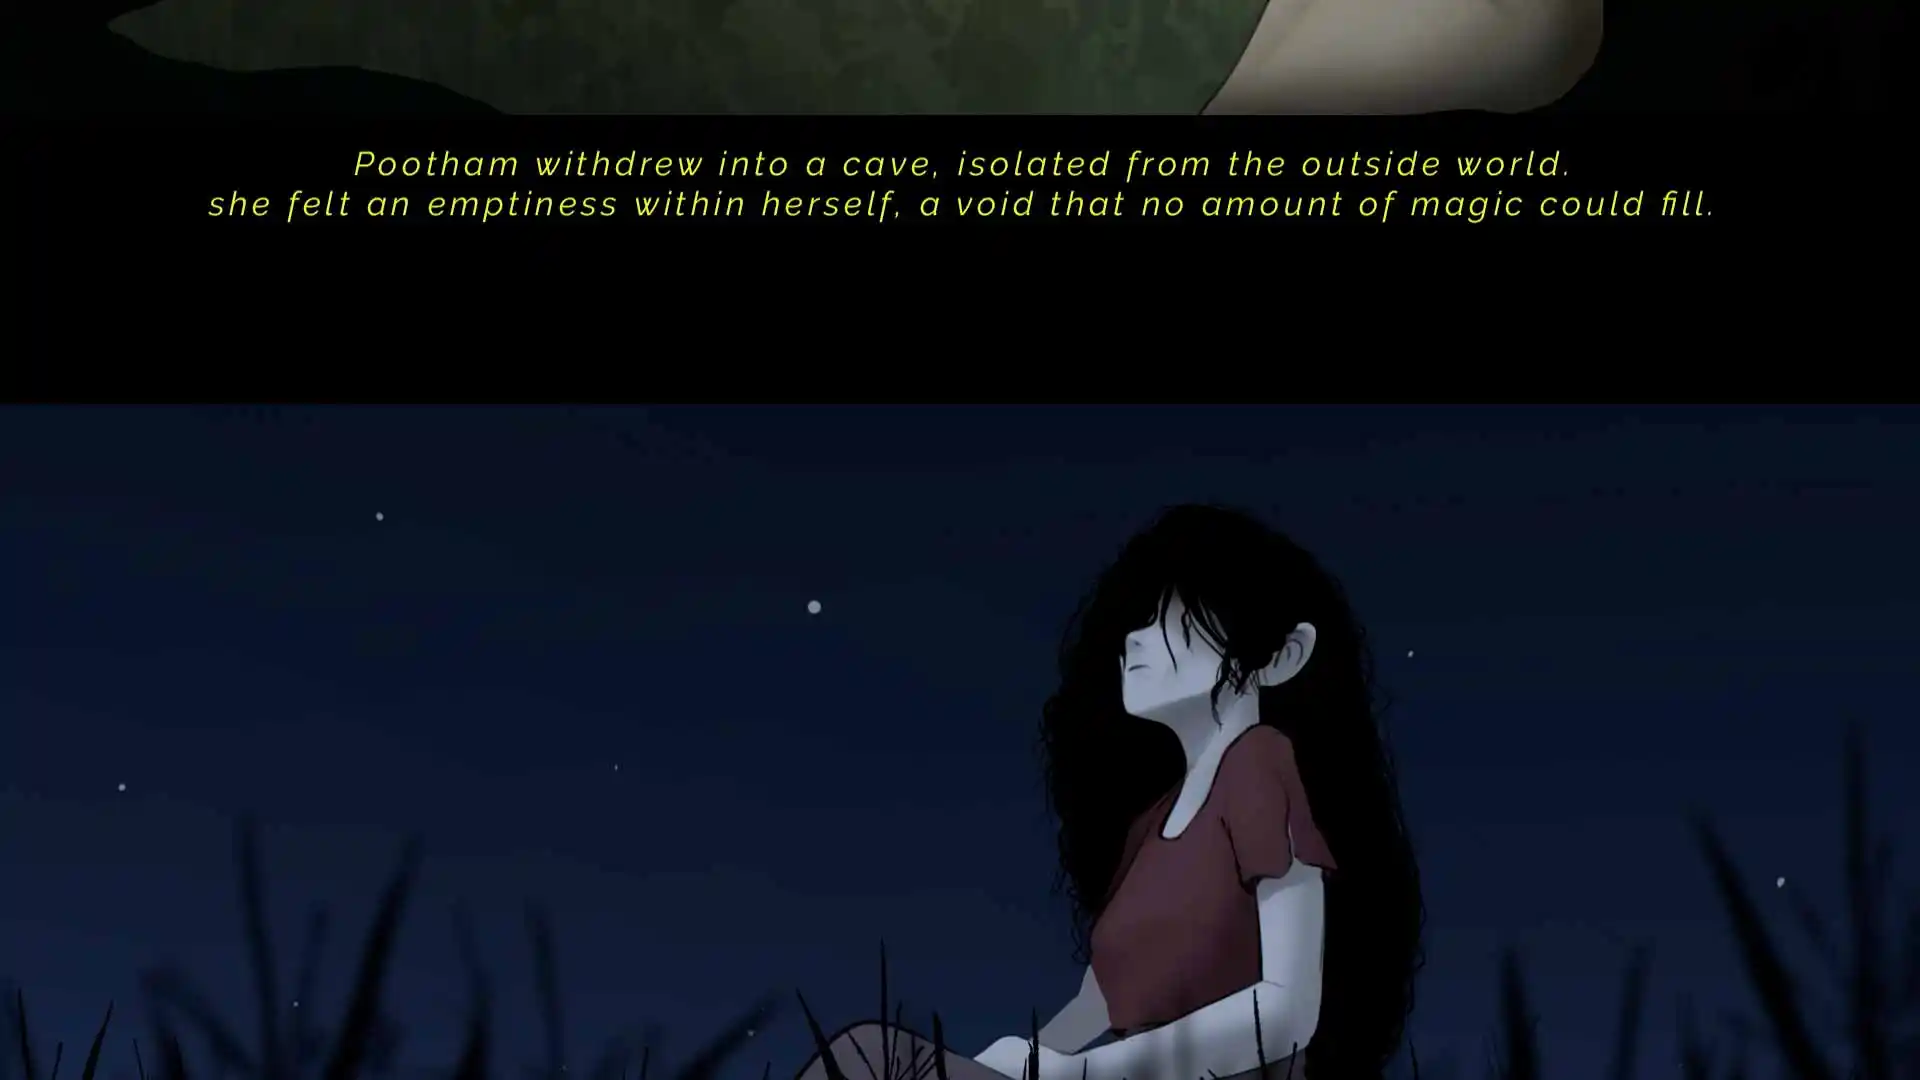 Pootham withdrew into a cave, isolated from the outside world.
she felt an emptiness within herself, a void that no amount of magic could fill.